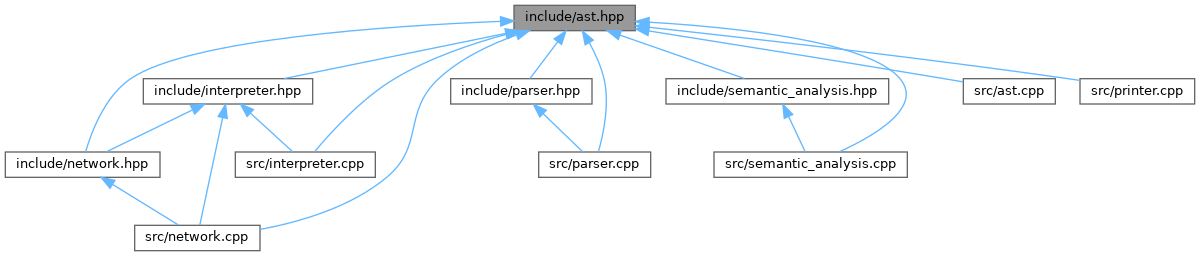 include/ast.hpp
include/interpreter.hpp
include/parser.hpp
include/semantic_analysis.hpp
src/ast.cpp
src/printer.cpp
include/network.hpp
src/interpreter.cpp
src/parser.cpp
src/semantic_analysis.cpp
src/network.cpp